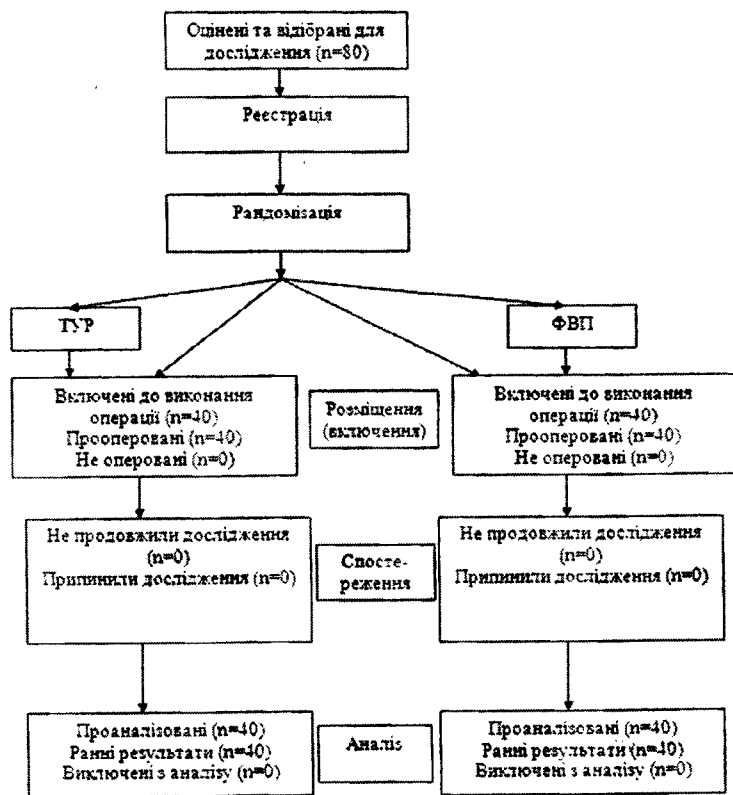 Оцінені та відібрані для
дослідження (n=80)
Реєстрація
Рандомізація
ТУР
ФВП
Включені до виконання
операції (n=40)
Прооперовані (n=40)
Не оперовані (n=0)
Розміщення
(включення)
Включені до виконання
операції (n=40)
Прооперовані (n=40)
Не оперовані (n=0)
Не продовжили дослідження
(n=0)
Припинили дослідження (n=0)
Спосте-
реження
Не продовжили дослідження
(n=0)
Припинили дослідження (n=0)
Проаналізовані (n=40)
Ранні результати (n=40)
Виключені з аналізу (n=0)
Аналіз
Проаналізовані (n=40)
Ранні результати (n=40)
Виключені з аналізу (n=0)